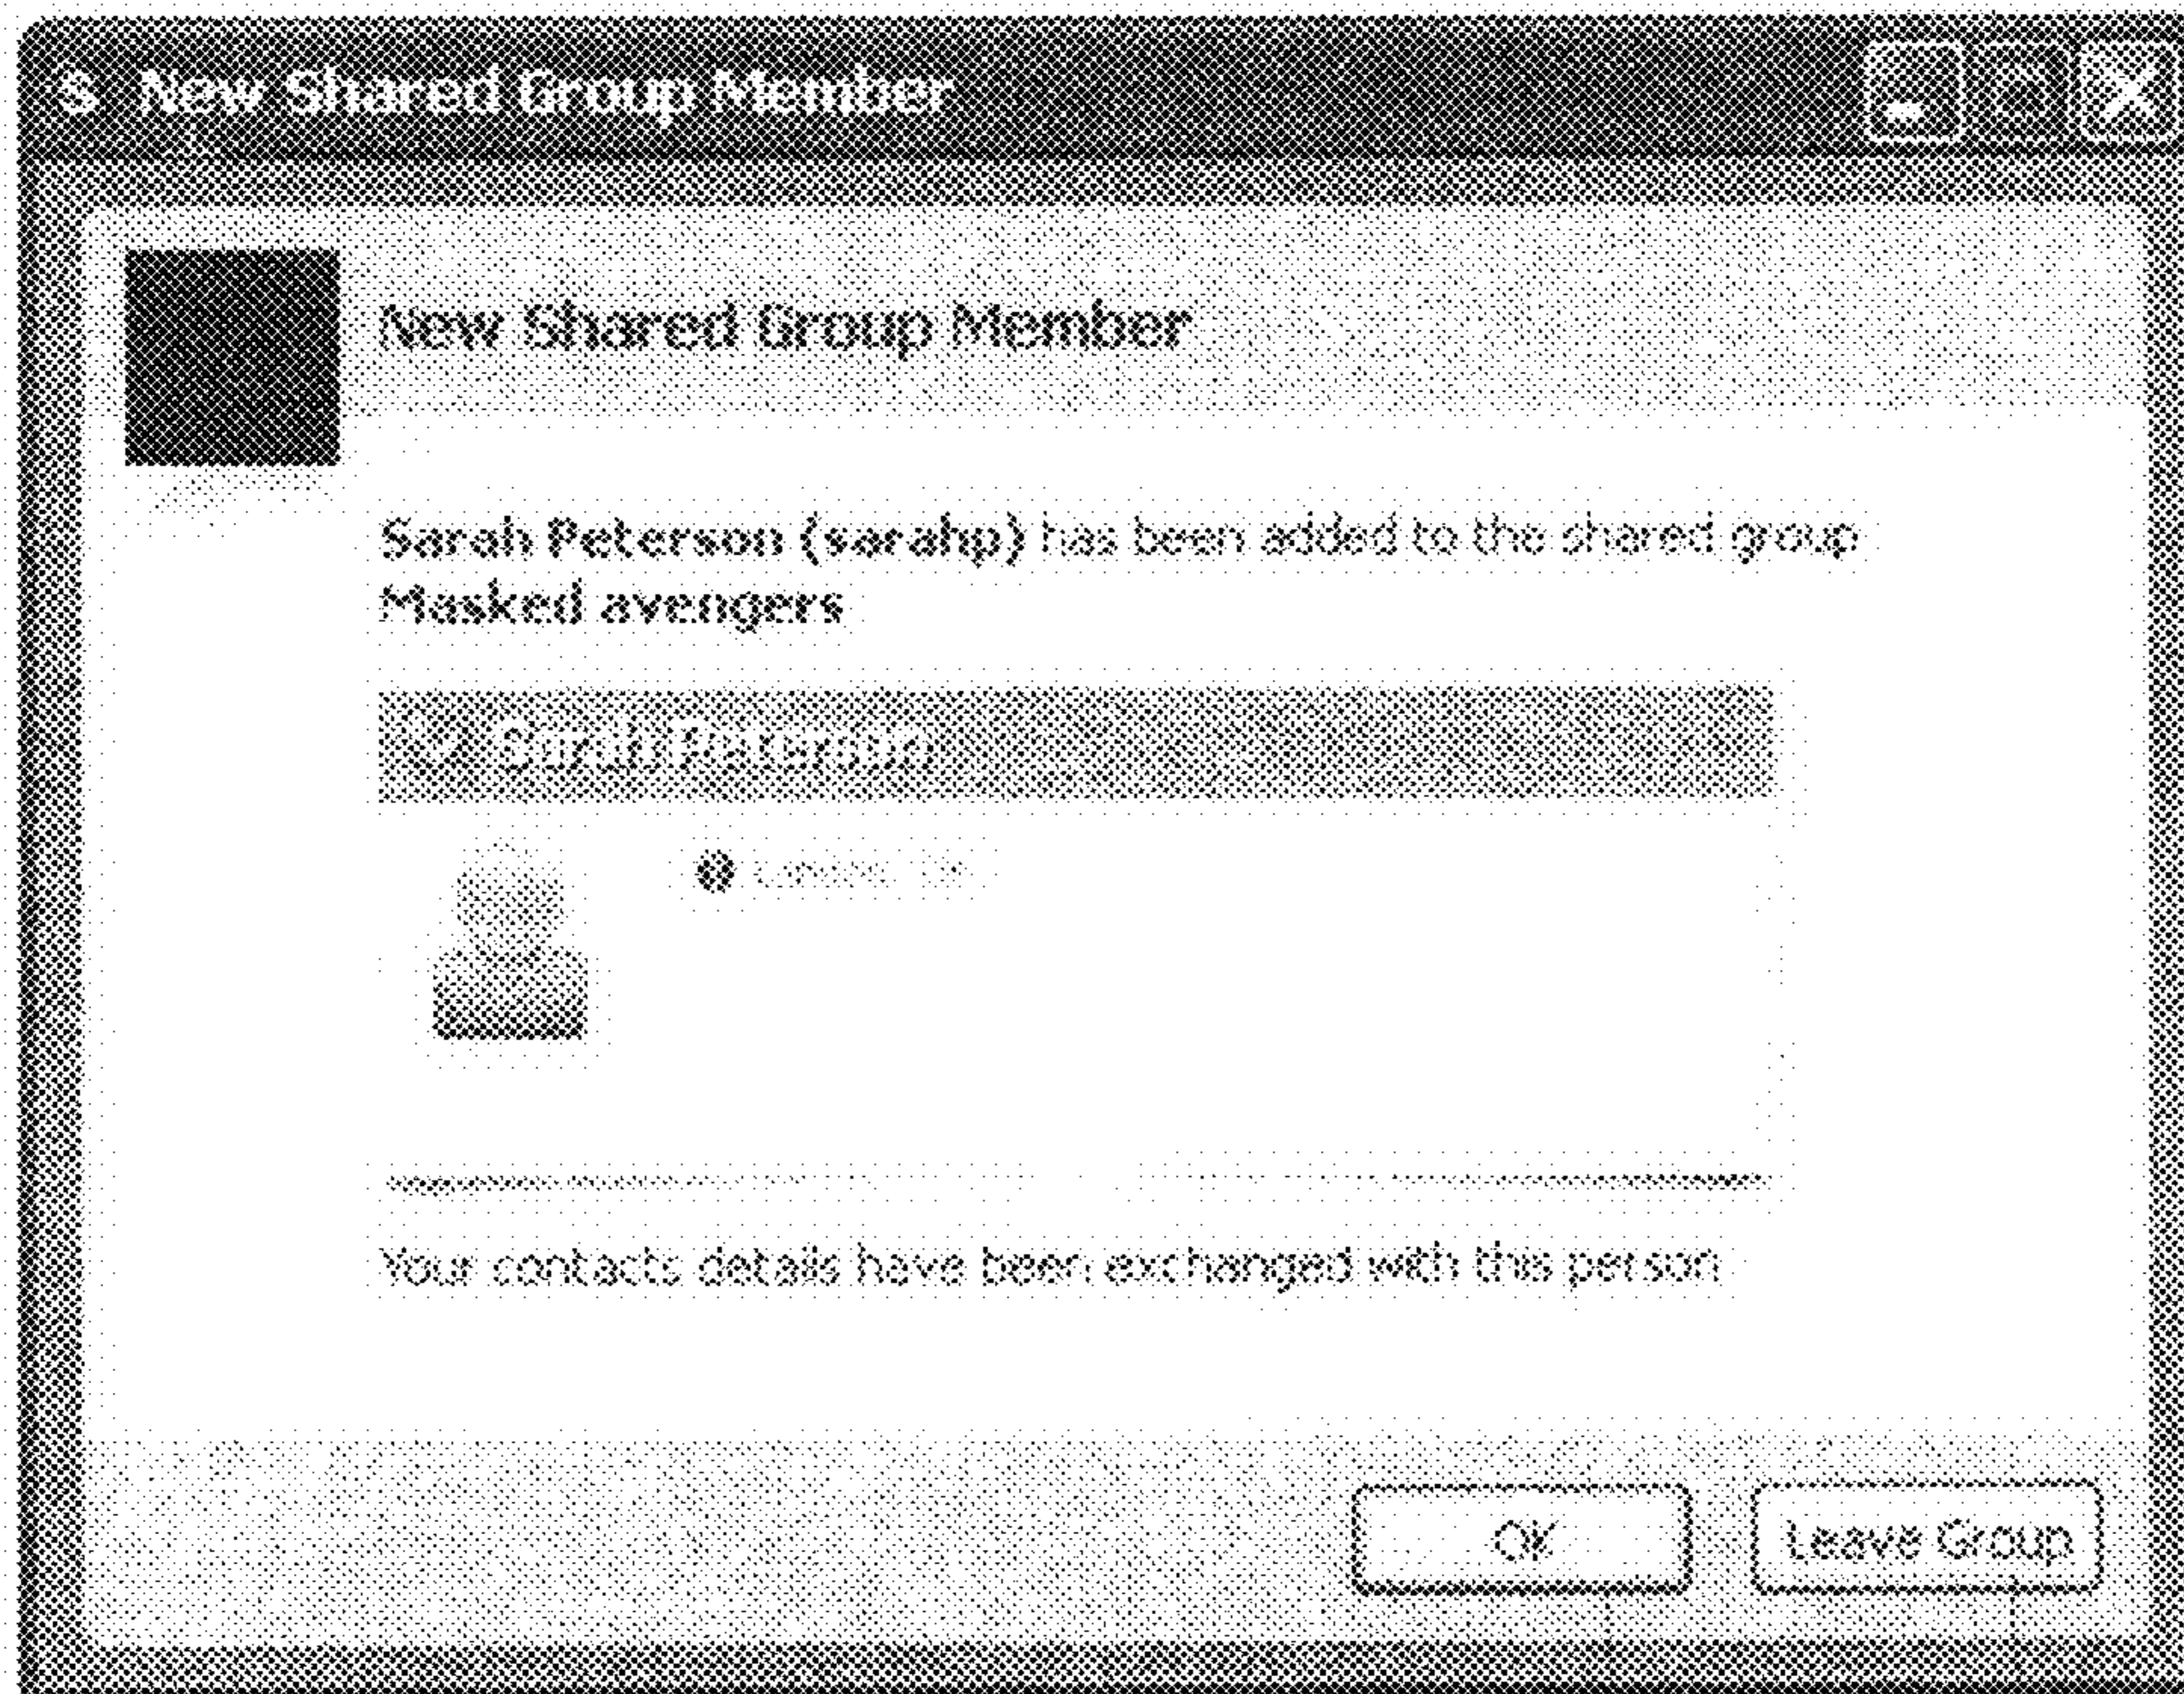 S New Shared Group Member
New Shared Group Member
Sarah Peterson (sarahp) has been added to the shared group
Masked avengers
Sarah Peterson
Your contacts details have been exchanged with this person
OK
Leave Group